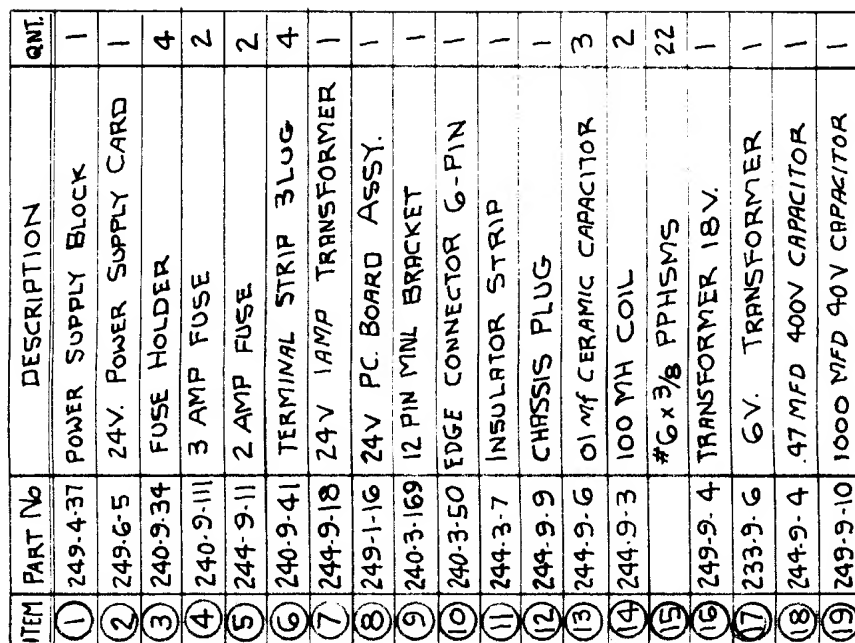 ITEM PART No DESCRIPTION QNT.
1 249-4-37 POWER SUPPLY BLOCK 1
2 249-6-5 24V. POWER SUPPLY CARD 1
3 240-9-34 FUSE HOLDER 4
4 240-9-111 3 AMP FUSE 2
5 244-9-11 2 AMP FUSE 2
6 240-9-41 TERMINAL STRIP 3LUG 4
7 244-9-18 24V 1AMP TRANSFORMER 1
8 249-1-16 24V PC. BOARD ASSY. 1
9 240-3-169 12 PIN MNL BRACKET 1
10 240-3-50 EDGE CONNECTOR 6-PIN 1
11 244-3-7 INSULATOR STRIP 1
12 244-9-9 CHASSIS PLUG 1
13 244-9-6 01 Mf CERAMIC CAPACITOR 3
14 244-9-3 100 MH COIL 2
15 #6 x 3/8 PPHSMS 22
16 249-9-4 TRANSFORMER 18V. 1
17 233-9-6 6V. TRANSFORMER 1
18 244-9-4 .47 MFD 400V CAPACITOR 1
19 249-9-10 1000 MFD 40V CAPACITOR 1